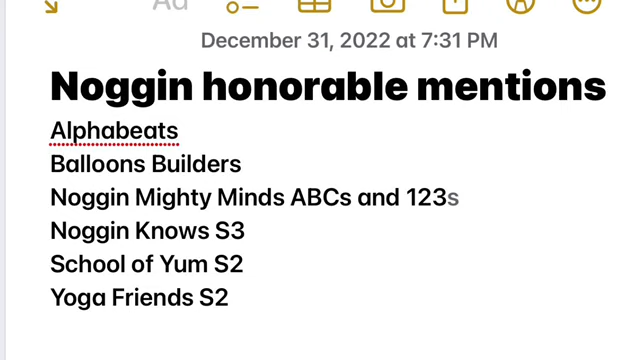 Aa
December 31, 2022 at 7:31 PM
Noggin honorable mentions
Alphabeats
Balloons Builders
Noggin Mighty Minds ABCs and 123s
Noggin Knows S3
School of Yum S2
Yoga Friends S2